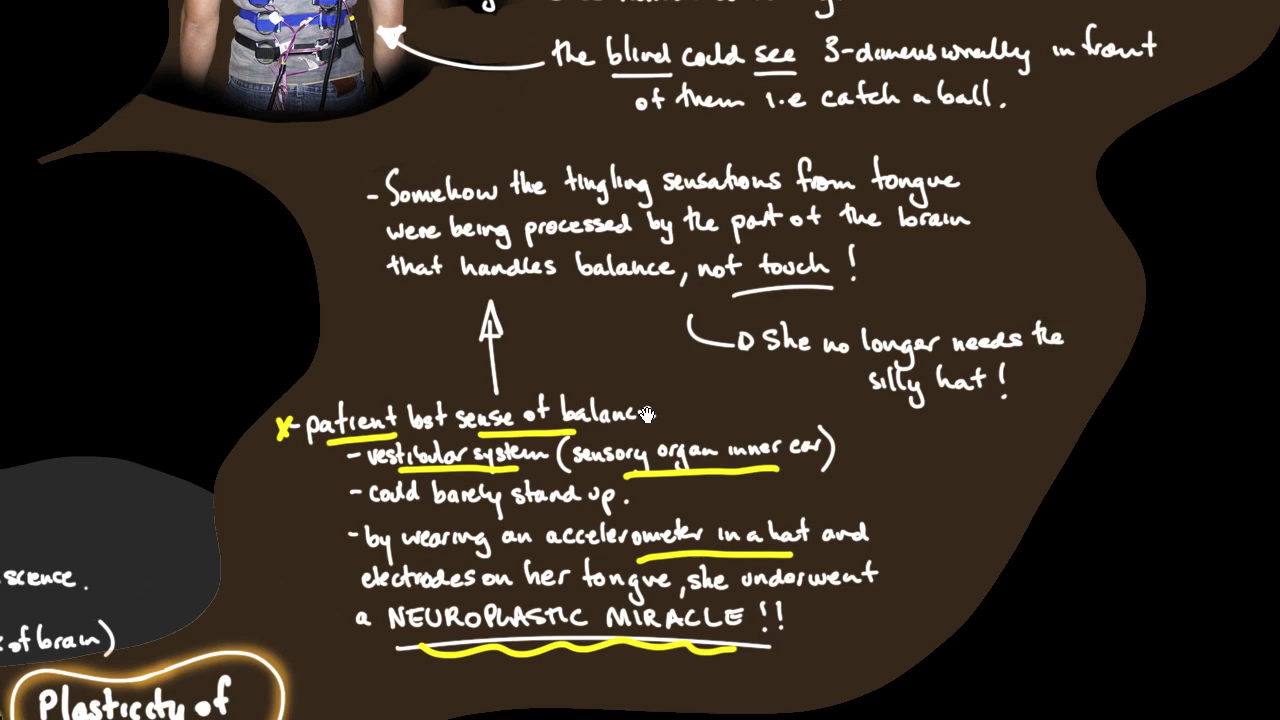 the blind could see 3-dimensionally in front
of them i.e catch a ball.
- Somehow the tingling sensations from tongue
were being processed by the part of the brain
that handles balance, not touch!
She no longer needs the
silly hat!
x- patient lost sense of balanc
- vestibular system (sensory organ inner ear)
- could barely stand up.
- by wearing an accelerometer in a hat and
electrodes on her tongue, she underwent
a NEUROPLASTIC MIRACLE!!
science.
of brain)
Plasticity of